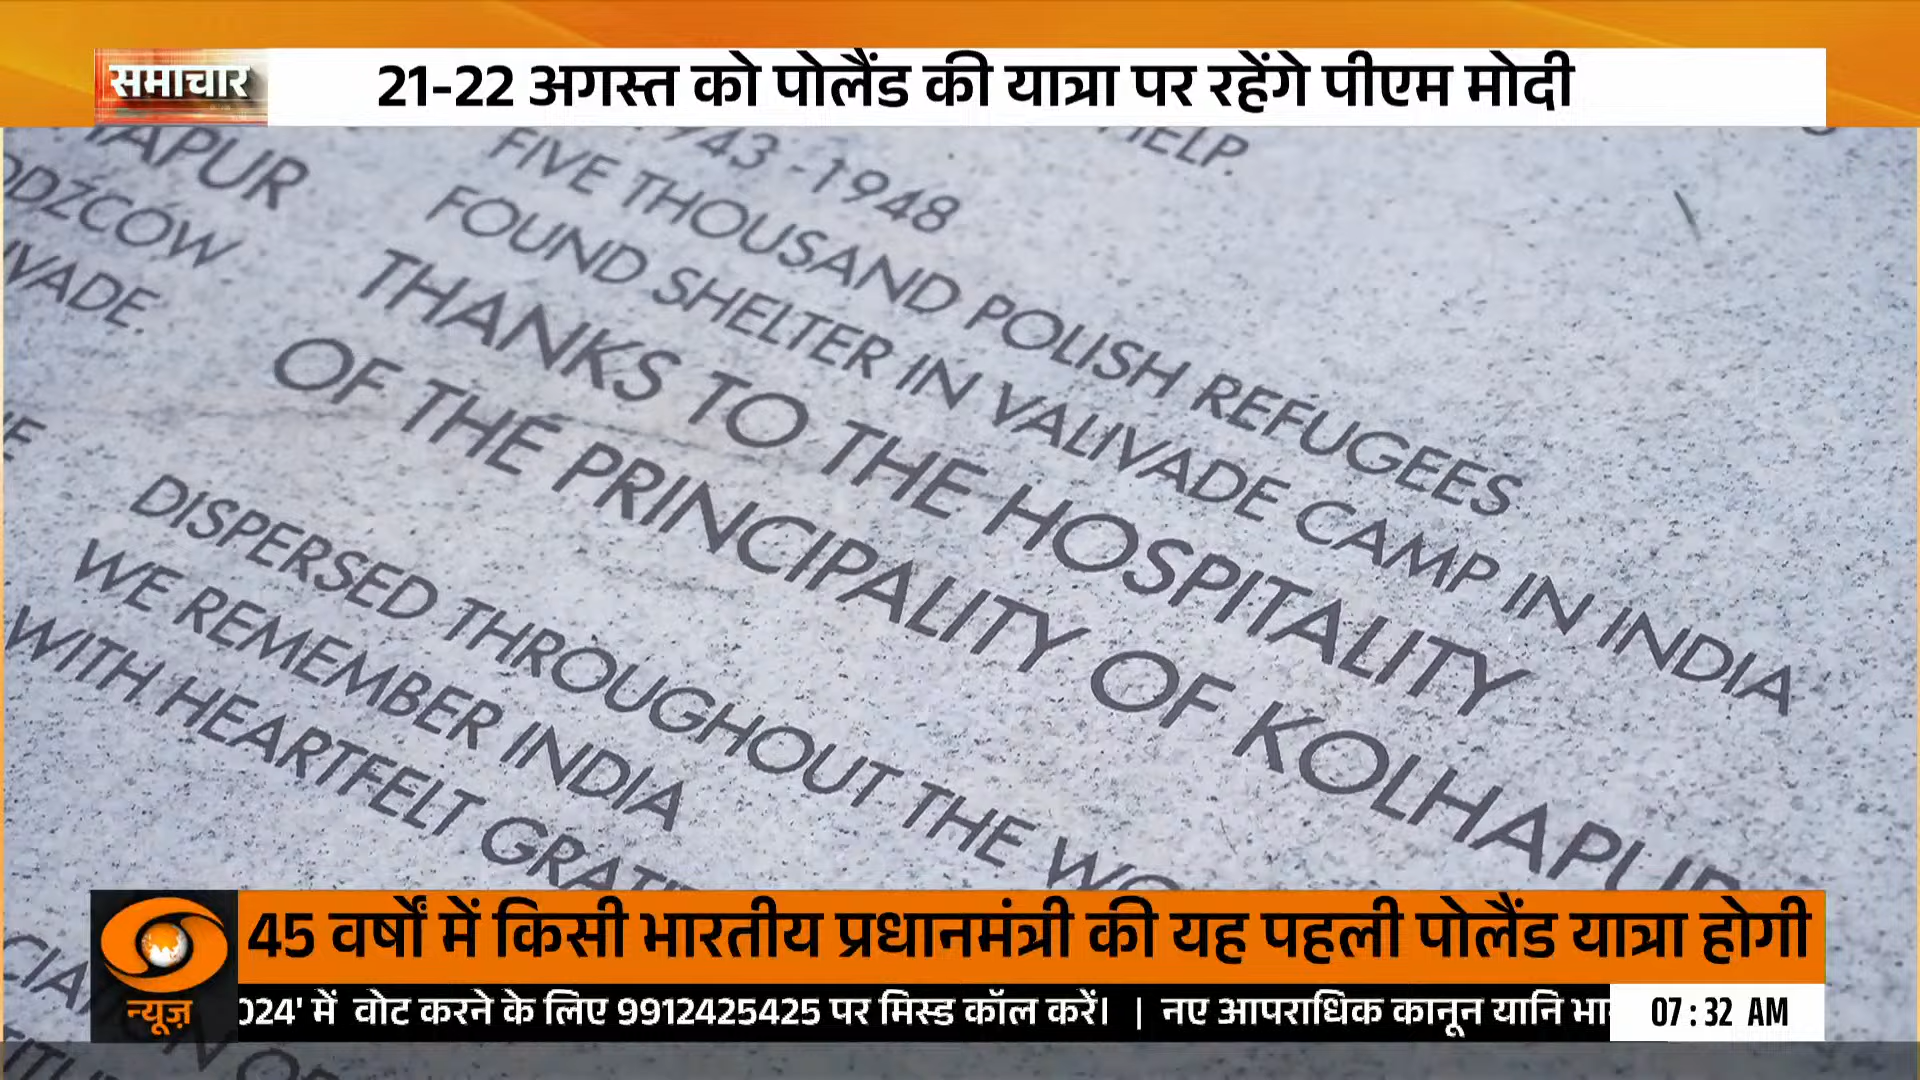 समाचार
21-22 अगस्त को पोलैंड की यात्रा पर रहेंगे पीएम मोदी
HELP.
-1948
FIVE THOUSAND POLISH REFUGEES
FOUND SHELTER IN VALIVADE CAMP IN INDIA
THANKS TO THE HOSPITALITY
OF THE PRINCIPALITY OF KOLHAPUR
DISPERSED THROUGHOUT THE
WE REMEMBER INDIA
WITH HEARTFELT
45 वर्षों में किसी भारतीय प्रधानमंत्री की यह पहली पोलैंड यात्रा होगी
न्यूज़
में वोट करने के लिए 9912425425 पर मिस्ड कॉल करें। | नए आपराधिक कानून यानि
07:32 AM